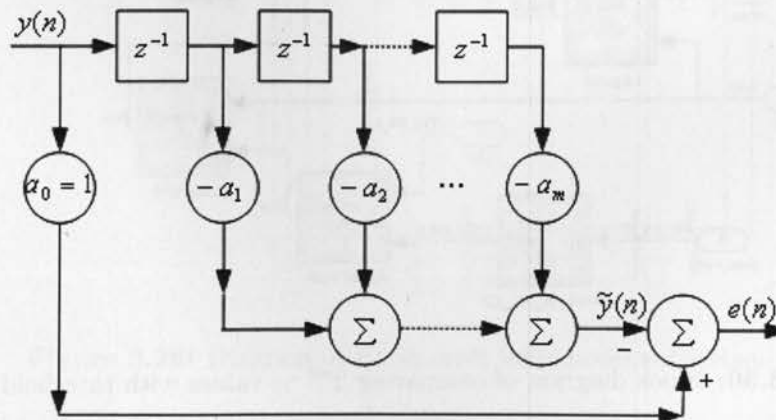 y(n)
z⁻¹ z⁻¹ z⁻¹
a₀ = 1 − a₁ − a₂ ... − aₘ
Σ Σ ỹ(n) Σ e(n)
+